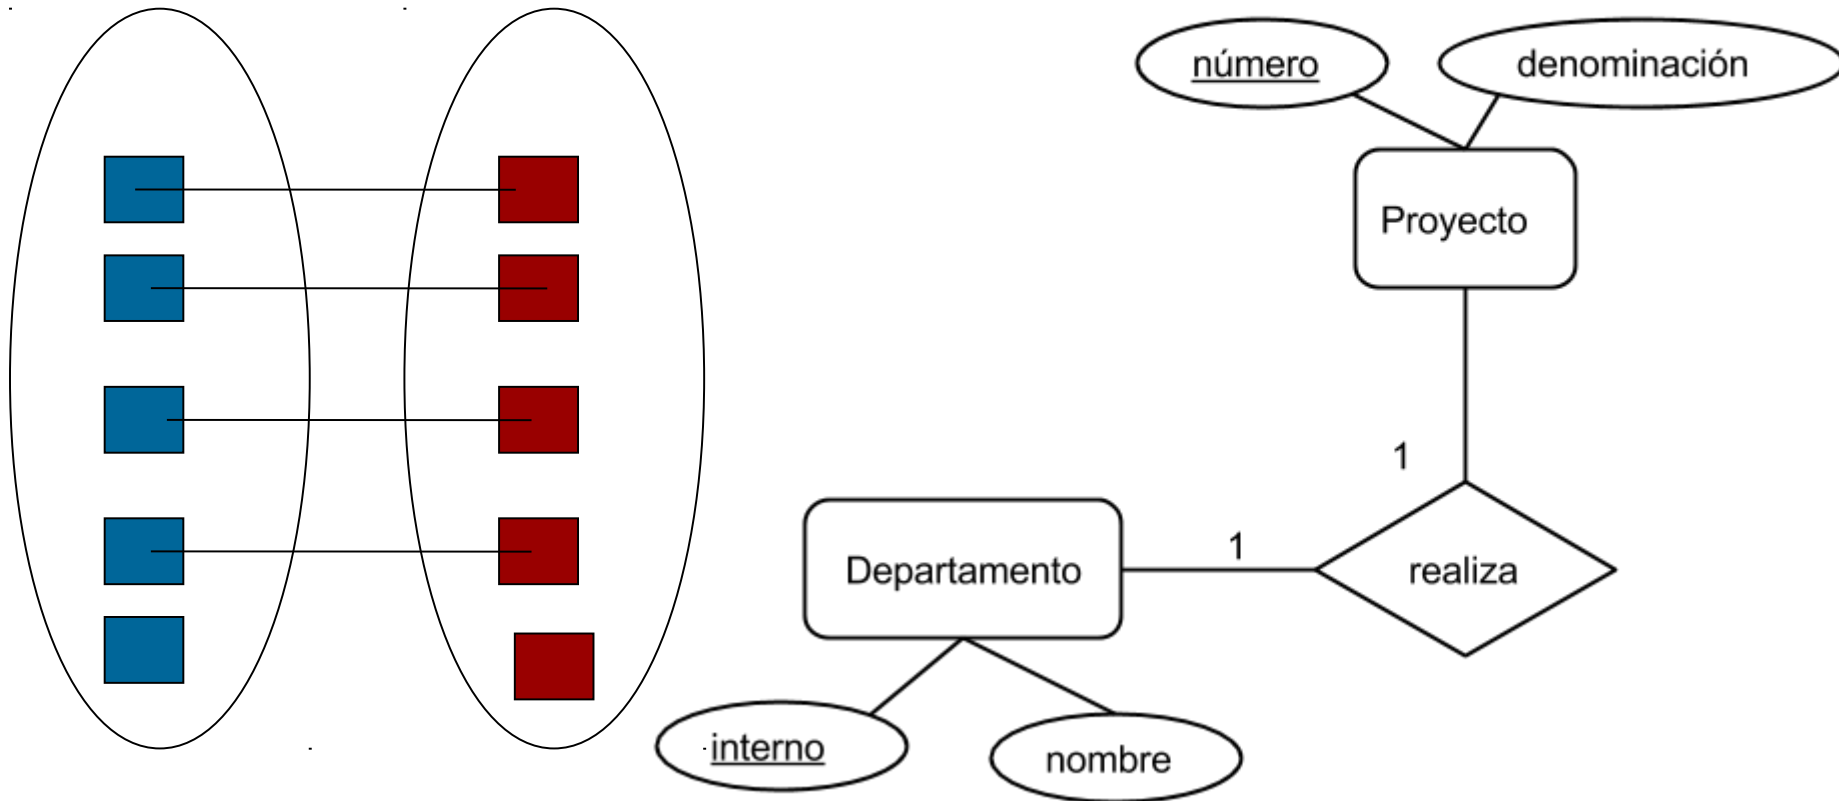 número
denominación
Proyecto
1
1
Departamento
realiza
interno
nombre